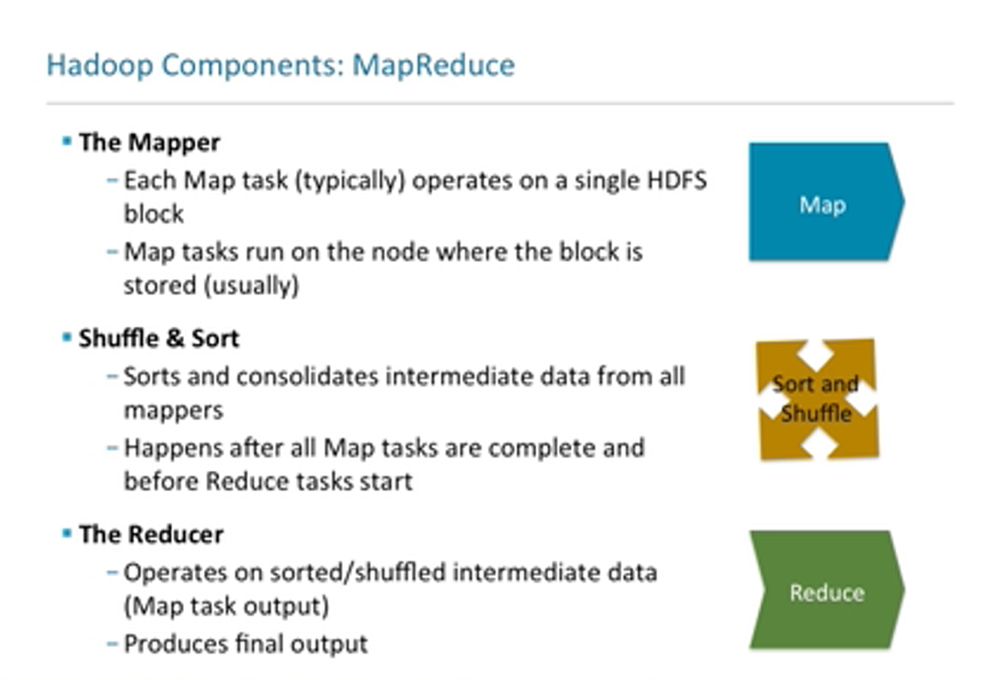 Hadoop Components: MapReduce
▪ The Mapper
– Each Map task (typically) operates on a single HDFS
block
– Map tasks run on the node where the block is
stored (usually)
Map
▪ Shuffle & Sort
– Sorts and consolidates intermediate data from all
mappers
– Happens after all Map tasks are complete and
before Reduce tasks start
Sort and
Shuffle
▪ The Reducer
– Operates on sorted/shuffled intermediate data
(Map task output)
– Produces final output
Reduce